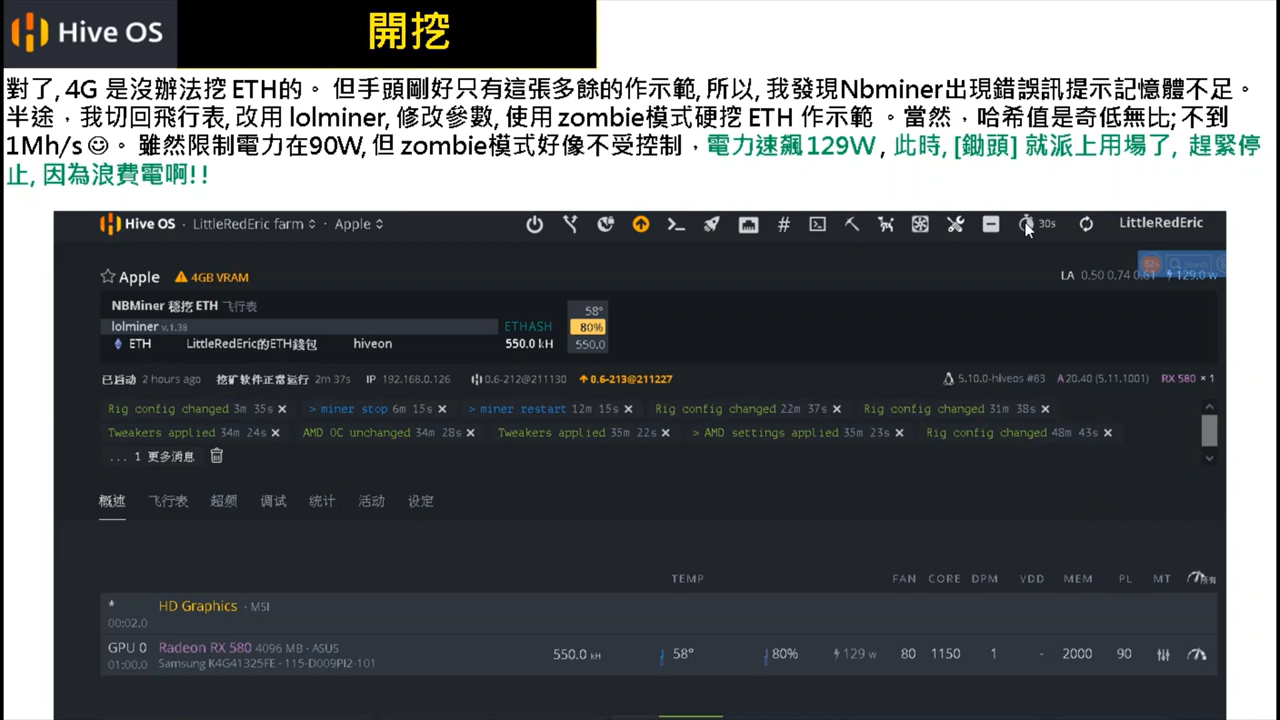 Hive OS
開挖
對了, 4G 是沒辦法挖 ETH的。 但手頭剛好只有這張多餘的作示範, 所以, 我發現Nbminer出現錯誤訊提示記憶體不足。
半途，我切回飛行表, 改用 lolminer, 修改參數, 使用 zombie模式硬挖 ETH 作示範 。當然，哈希值是奇低無比; 不到
1Mh/s ☺。 雖然限制電力在90W, 但 zombie模式好像不受控制，電力速飆129W , 此時, [鋤頭] 就派上用場了, 趕緊停
止, 因為浪費電啊! !
Hive OS · LittleRedEric farm Apple 30s LittleRedEric
Apple 4GB VRAM LA 0.50 0.74 0.61 129.0 w
Search
NBMiner 穩挖 ETH 飞行表 58°
lolminer v.1.38 ETHASH 80%
ETH LittleRedEric的ETH錢包 hiveon 550.0 kH 550.0
已启动 2 hours ago 挖矿软件正常运行 2m 37s IP 192.168.0.126 0.6-212@211130 0.6-213@211227 5.10.0-hiveos #63 A 20.40 (5.11.1001) RX 580 × 1
Rig config changed 3m 35s × > miner stop 6m 15s × > miner restart 12m 15s × Rig config changed 22m 37s × Rig config changed 31m 38s ×
Tweakers applied 34m 24s × AMD OC unchanged 34m 28s × Tweakers applied 35m 22s × > AMD settings applied 35m 23s × Rig config changed 48m 43s ×
... 1 更多消息
概述 飞行表 超频 调试 统计 活动 设定
TEMP FAN CORE DPM VDD MEM PL MT 所有
* HD Graphics · MSI
00:02.0
GPU 0 Radeon RX 580 4096 MB · ASUS 550.0 kH 58° 80% 129 w 80 1150 1 - 2000 90
01:00.0 Samsung K4G41325FE · 115-D009PI2-101